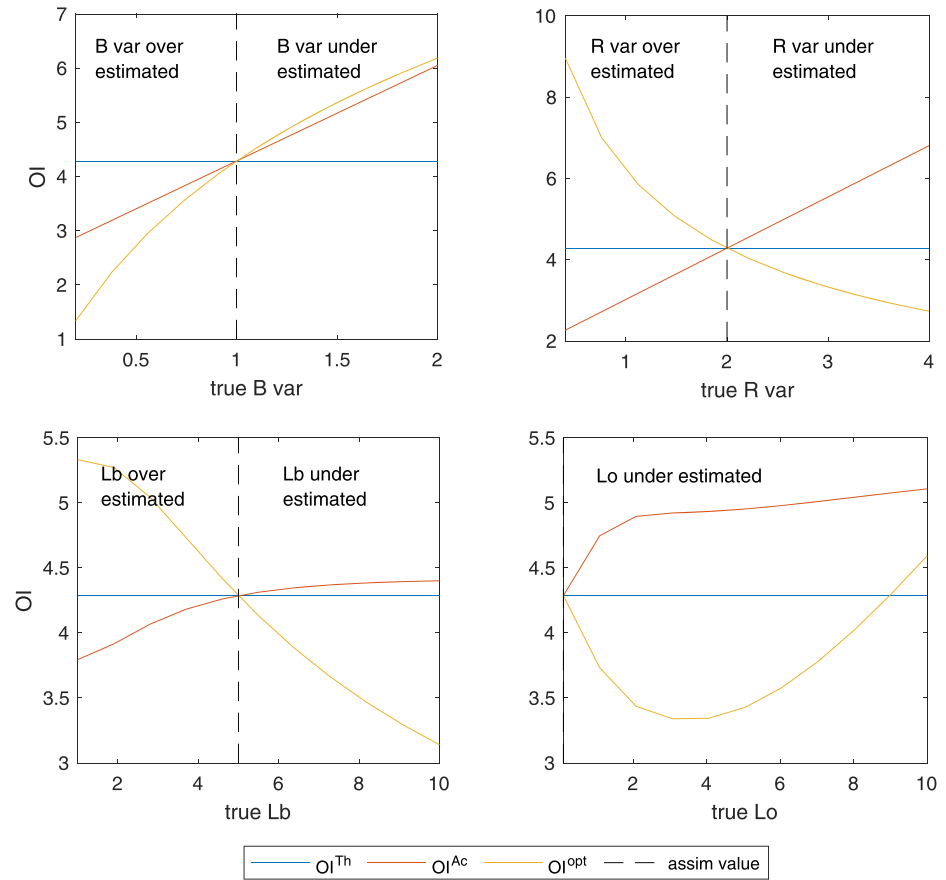 7
6
5
4
3
2
1
OI
B var over
estimated
B var under
estimated
0.5
1
1.5
2
true B var
10
8
6
4
2
R var over
estimated
R var under
estimated
1
2
3
4
true R var
5.5
5
4.5
4
3.5
3
OI
Lb over
estimated
Lb under
estimated
2
4
6
8
10
true Lb
5.5
5
4.5
4
3.5
3
Lo under estimated
2
4
6
8
10
true Lo
OI^Th OI^Ac OI^opt assim value